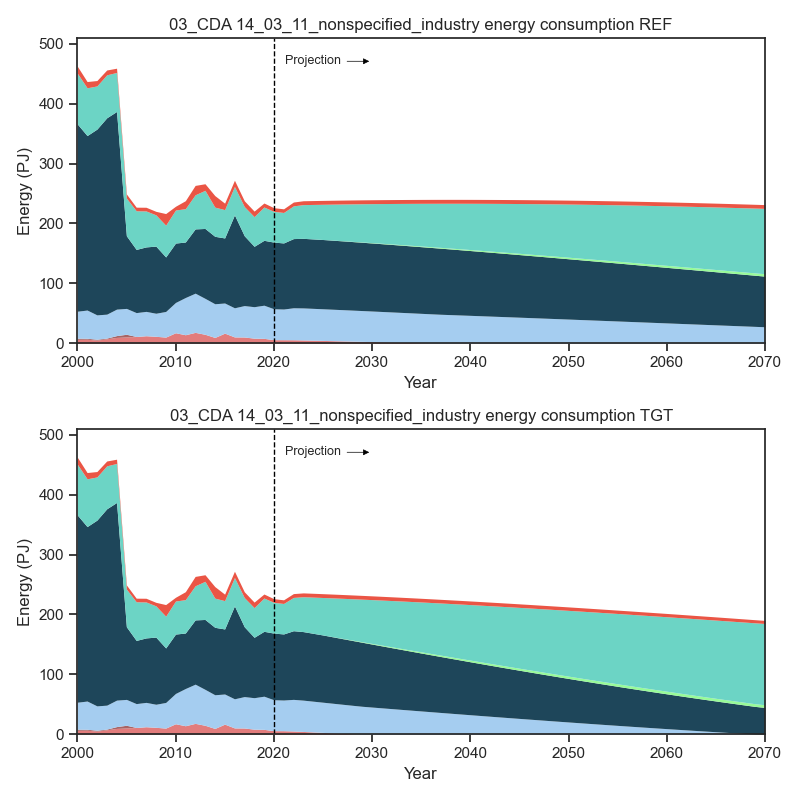 03_CDA 14_03_11_nonspecified_industry energy consumption REF
500
Projection
400
300
200
100
0
Energy (PJ)
2000 2010 2020 2030 2040 2050 2060 2070
Year
03_CDA 14_03_11_nonspecified_industry energy consumption TGT
500
Projection
400
300
200
100
0
Energy (PJ)
2000 2010 2020 2030 2040 2050 2060 2070
Year